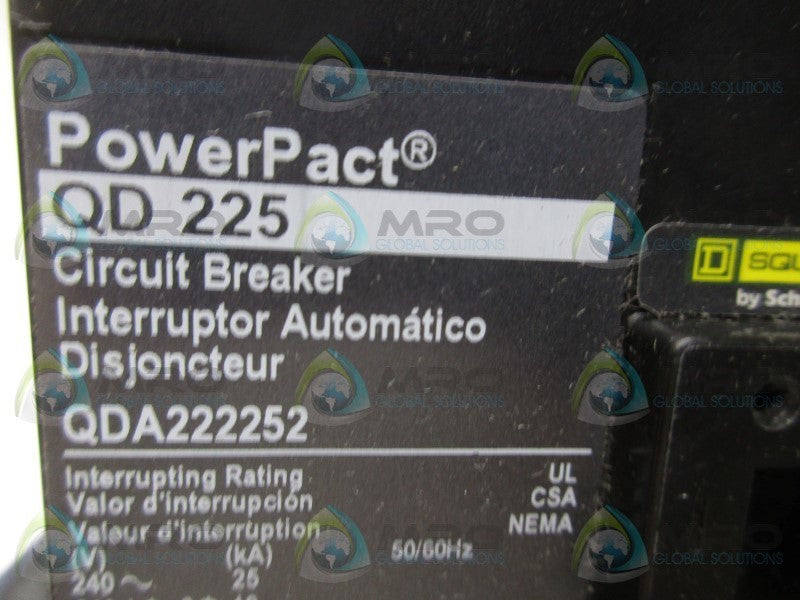 PowerPact®
QD 225
Circuit Breaker
Interruptor Automático
Disjoncteur
QDA222252
Interrupting Rating UL
Valor d'interrupción CSA
Valeur d'interruption NEMA
(V) (kA) 50/60Hz
240 ~ 25
D SQU
by Sch
MRO
GLOBAL SOLUTIONS